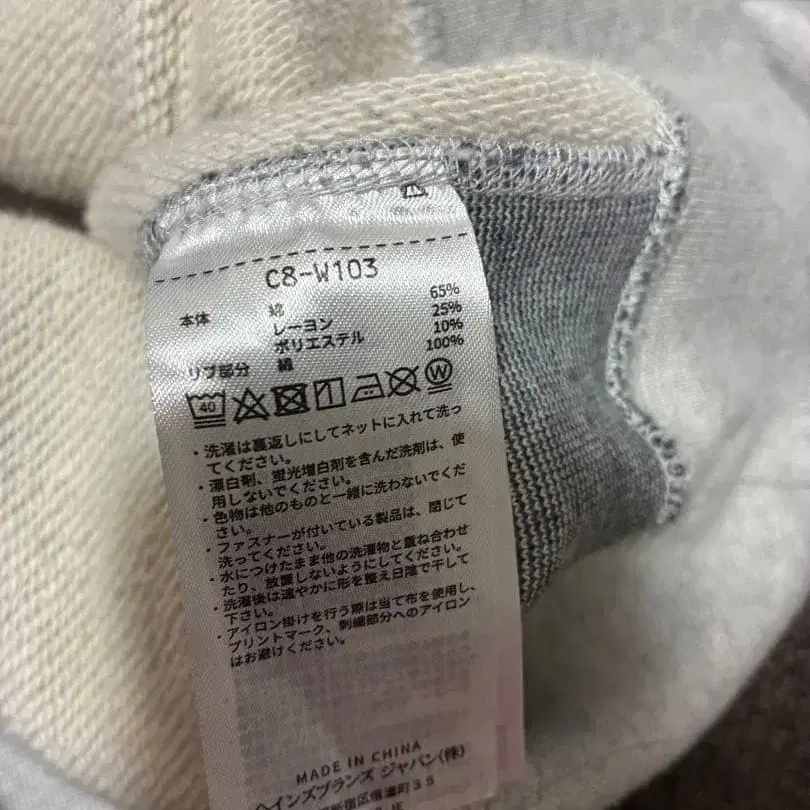 C8-W103
本体 綿 65%
レーヨン 25%
ポリエステル 10%
リブ部分 綿 100%
40 W
・洗濯は裏返しにしてネットに入れて洗っ
てください。
・漂白剤、蛍光増白剤を含んだ洗剤は、使
用しないでください。
・色物は他のものと一緒に洗わないでくだ
さい。
・ファスナーが付いている製品は、閉じて
洗ってください。
・水につけたまま他の洗濯物と重ね合わせ
たり、放置しないようにしてください。
・洗濯後は速やかに形を整え日陰で干して
下さい。
・アイロン掛けを行う際は当て布を使用し、
プリントマーク、刺繍部分へのアイロン
はお避けください。
MADE IN CHINA
ヘインズブランズ ジャパン(株)
新宿区信濃町35